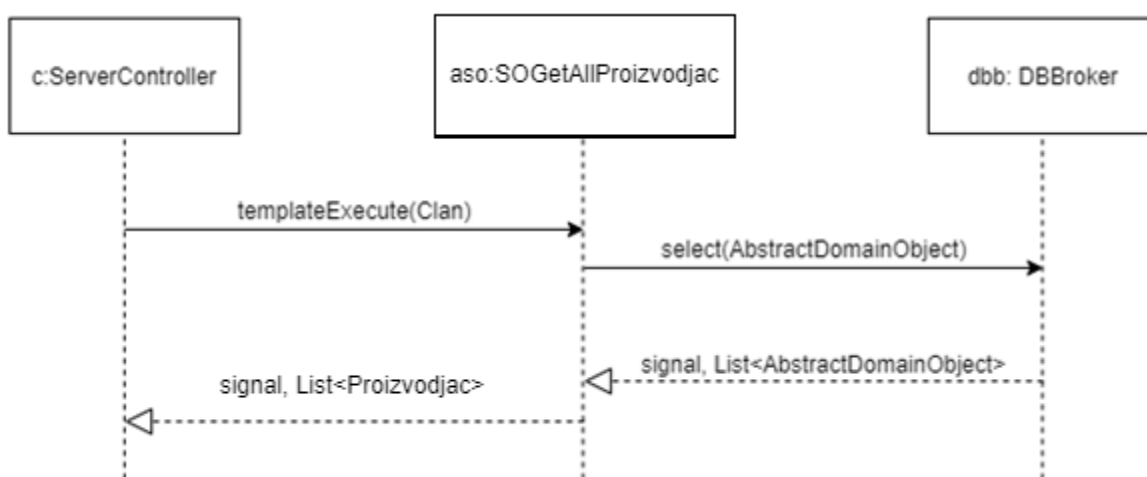 c:ServerController
aso:SOGetAllProizvodjac
dbb: DBBroker
templateExecute(Clan)
select(AbstractDomainObject)
signal, List<AbstractDomainObject>
signal, List<Proizvodjac>